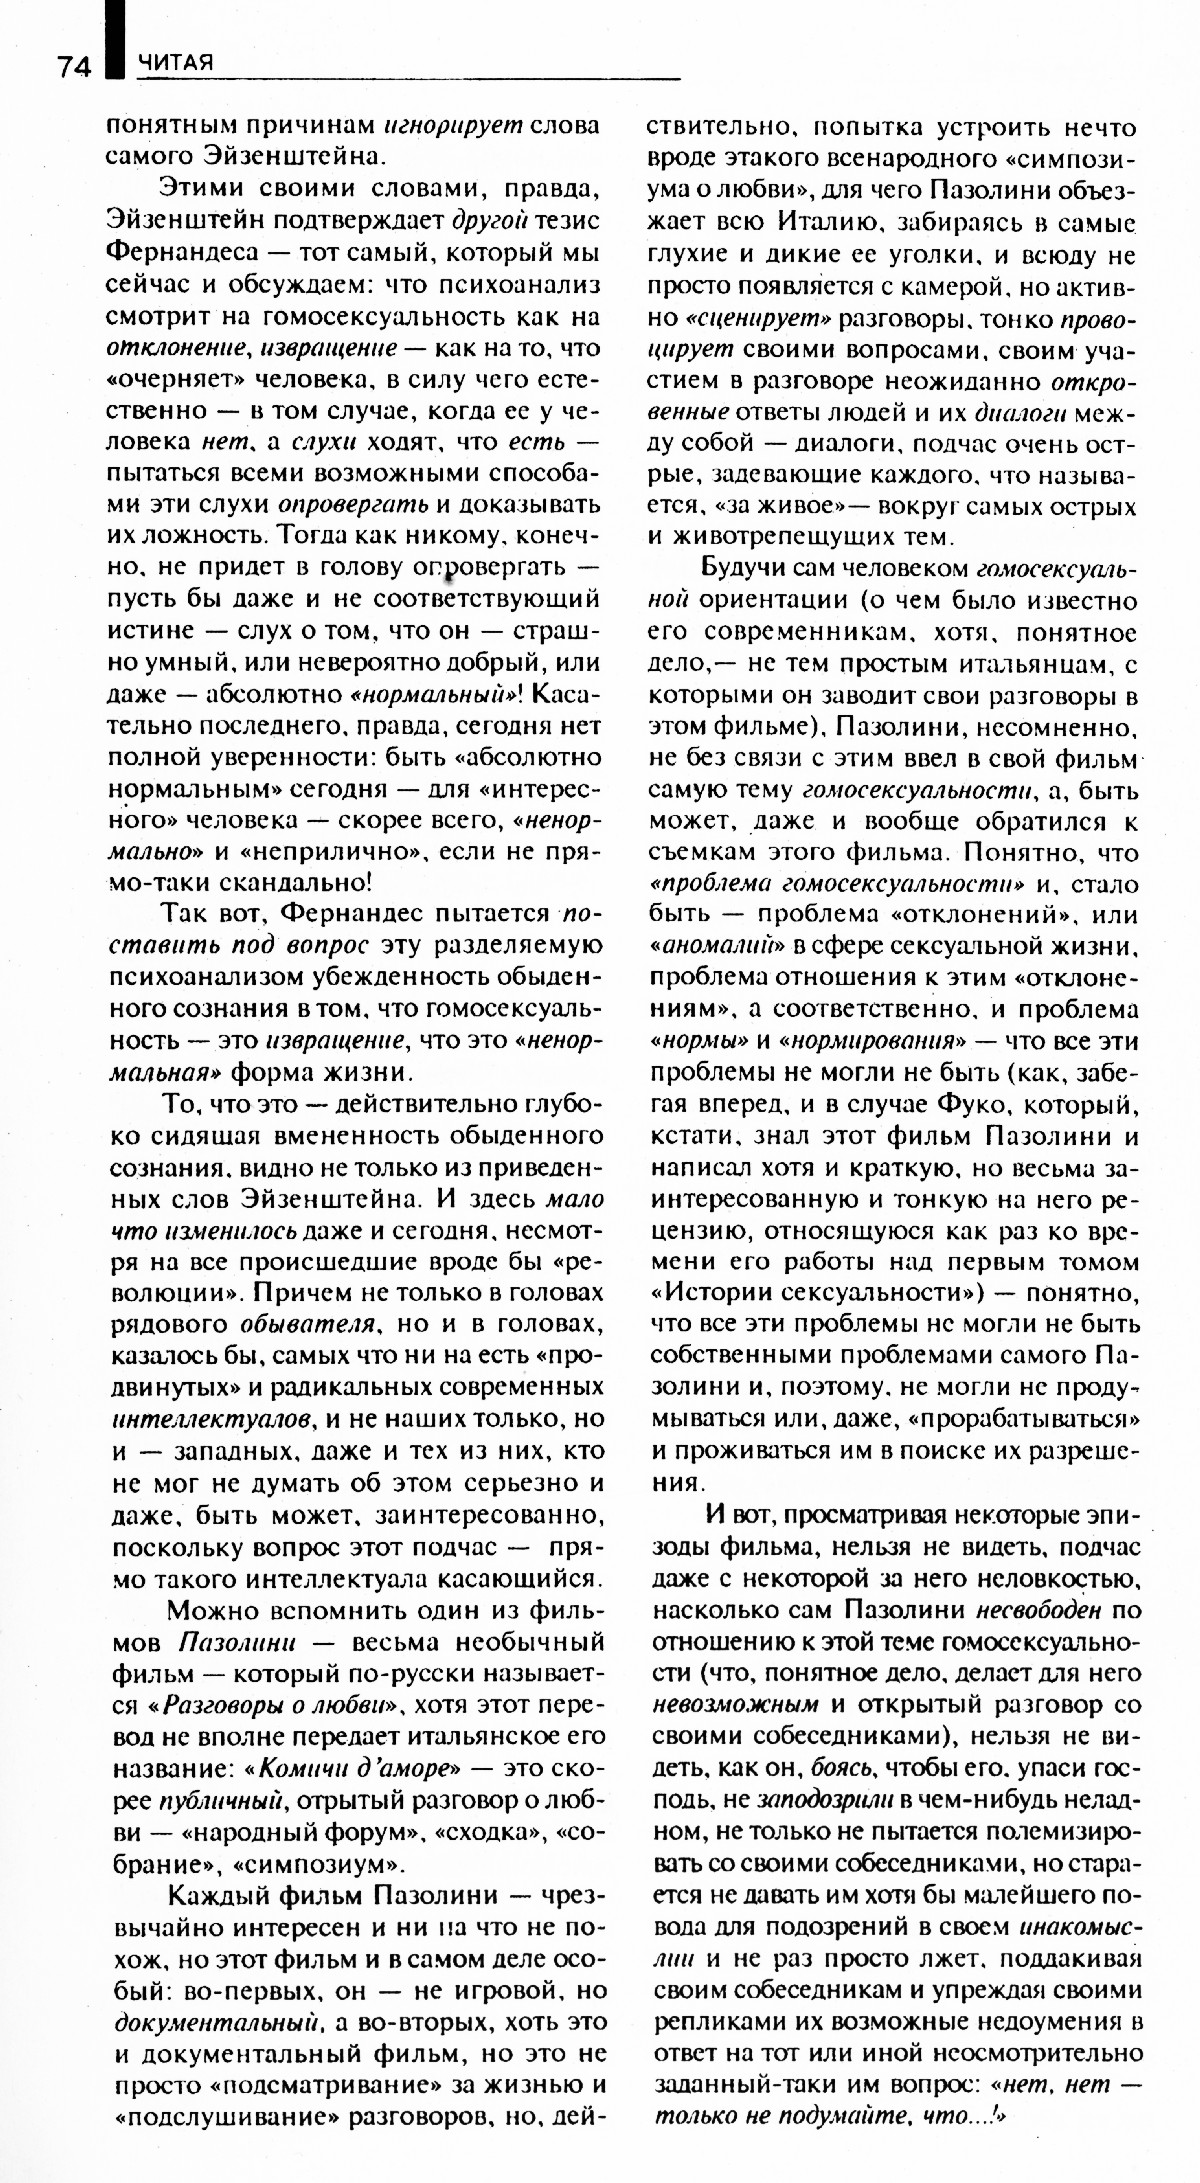 74
ЧИТАЯ
понятным причинам игнорирует слова
самого Эйзенштейна.
Этими своими словами, правда,
Эйзенштейн подтверждает другой тезис
Фернандеса — тот самый, который мы
сейчас и обсуждаем: что психоанализ
смотрит на гомосексуальность как на
отклонение, извращение — как на то, что
«очерняет» человека, в силу чего есте-
ственно — в том случае, когда ее у че-
ловека нет, а слухи ходят, что есть —
пытаться всеми возможными способа-
ми эти слухи опровергать и доказывать
их ложность. Тогда как никому, конеч-
но, не придет в голову опровергать —
пусть бы даже и не соответствующий
истине — слух о том, что он — страш-
но умный, или невероятно добрый, или
даже — абсолютно «нормальный»! Каса-
тельно последнего, правда, сегодня нет
полной уверенности: быть «абсолютно
нормальным» сегодня — для «интерес-
ного» человека — скорее всего, «ненор-
мально» и «неприлично», если не пря-
мо-таки скандально!
Так вот, Фернандес пытается по-
ставить под вопрос эту разделяемую
психоанализом убежденность обыден-
ного сознания в том, что гомосексуаль-
ность — это извращение, что это «ненор-
мальная» форма жизни.
То, что это — действительно глубо-
ко сидящая вмененность обыденного
сознания, видно не только из приведен-
ных слов Эйзенштейна. И здесь мало
что изменилось даже и сегодня, несмот-
ря на все происшедшие вроде бы «ре-
волюции». Причем не только в головах
рядового обывателя, но и в головах,
казалось бы, самых что ни на есть «про-
двинутых» и радикальных современных
интеллектуалов, и не наших только, но
и — западных, даже и тех из них, кто
не мог не думать об этом серьезно и
даже, быть может, заинтересованно,
поскольку вопрос этот подчас — пря-
мо такого интеллектуала касающийся.
Можно вспомнить один из филь-
мов Пазолини — весьма необычный
фильм — который по-русски называет-
ся «Разговоры о любви», хотя этот пере-
вод не вполне передает итальянское его
название: «Комичи д’аморе» — это ско-
рее публичный, отрытый разговор о люб-
ви — «народный форум», «сходка», «со-
брание», «симпозиум».
Каждый фильм Пазолини — чрез-
вычайно интересен и ни на что не по-
хож, но этот фильм и в самом деле осо-
бый: во-первых, он — не игровой, но
документальный, а во-вторых, хоть это
и документальный фильм, но это не
просто «подсматривание» за жизнью и
«подслушивание» разговоров, но, дей-
ствительно, попытка устроить нечто
вроде этакого всенародного «симпози-
ума о любви», для чего Пазолини объез-
жает всю Италию, забираясь в самые
глухие и дикие ее уголки, и всюду не
просто появляется с камерой, но актив-
но «сценирует» разговоры, тонко прово-
цирует своими вопросами, своим уча-
стием в разговоре неожиданно откро-
венные ответы людей и их диалоги меж-
ду собой — диалоги, подчас очень ост-
рые, задевающие каждого, что называ-
ется, «за живое»— вокруг самых острых
и животрепещущих тем.
Будучи сам человеком гомосексуаль-
ной ориентации (о чем было известно
его современникам, хотя, понятное
дело,— не тем простым итальянцам, с
которыми он заводит свои разговоры в
этом фильме), Пазолини, несомненно,
не без связи с этим ввел в свой фильм
самую тему гомосексуальности, а, быть
может, даже и вообще обратился к
съемкам этого фильма. Понятно, что
«проблема гомосексуальности» и, стало
быть — проблема «отклонений», или
«аномалий» в сфере сексуальной жизни,
проблема отношения к этим «отклоне-
ниям», а соответственно, и проблема
«нормы» и «нормирования» — что все эти
проблемы не могли не быть (как, забе-
гая вперед, и в случае Фуко, который,
кстати, знал этот фильм Пазолини и
написал хотя и краткую, но весьма за-
интересованную и тонкую на него ре-
цензию, относящуюся как раз ко вре-
мени его работы над первым томом
«Истории сексуальности») — понятно,
что все эти проблемы не могли не быть
собственными проблемами самого Па-
золини и, поэтому, не могли не проду-
мываться или, даже, «прорабатываться»
и проживаться им в поиске их разреше-
ния.
И вот, просматривая некоторые эпи-
зоды фильма, нельзя не видеть, подчас
даже с некоторой за него неловкостью,
насколько сам Пазолини несвободен по
отношению к этой теме гомосексуально-
сти (что, понятное дело, делает для него
невозможным и открытый разговор со
своими собеседниками), нельзя не ви-
деть, как он, боясь, чтобы его, упаси гос-
подь, не заподозрили в чем-нибудь нелад-
ном, не только не пытается полемизиро-
вать со своими собеседниками, но стара-
ется не давать им хотя бы малейшего по-
вода для подозрений в своем инакомыс-
лии и не раз просто лжет, поддакивая
своим собеседникам и упреждая своими
репликами их возможные недоумения в
ответ на тот или иной неосмотрительно
заданный-таки им вопрос: «нет, нет —
только не подумайте, что...!»